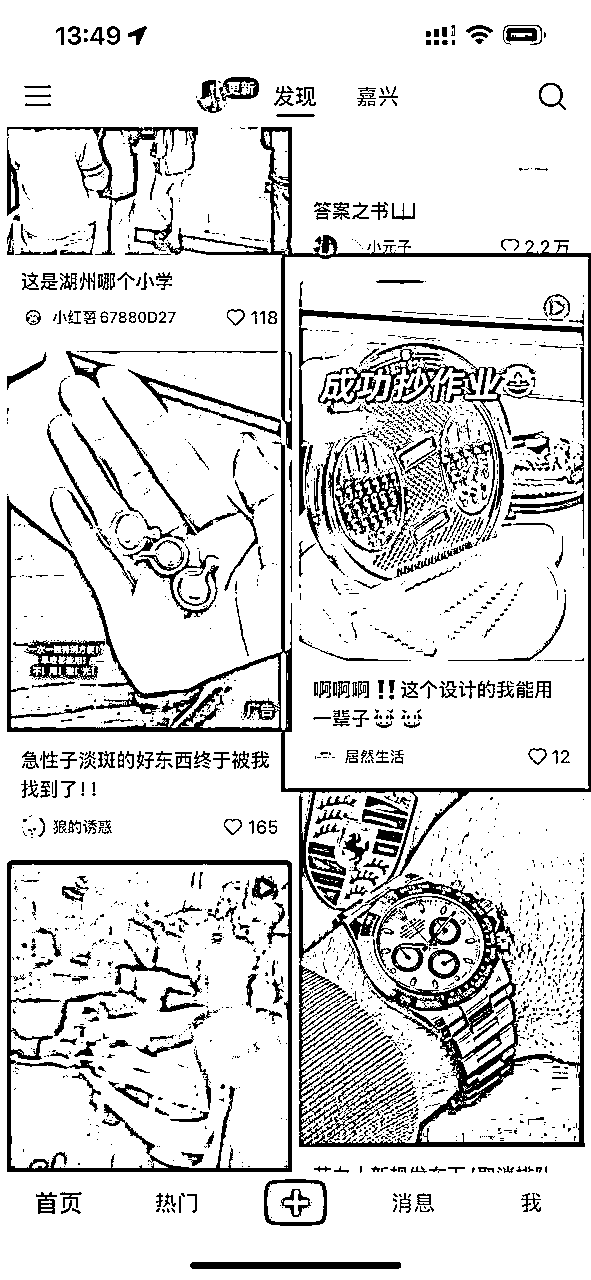 13:49
更新
发现
嘉兴
答案之书
小元子
2.2万
这是湖州哪个小学
小红薯67880D27
118
成功抄作业
啊啊啊‼️这个设计的我能用
一辈子
居然生活
12
广告
急性子淡斑的好东西终于被我
找到了!!
狼的诱惑
165
首页
热门
消息
我